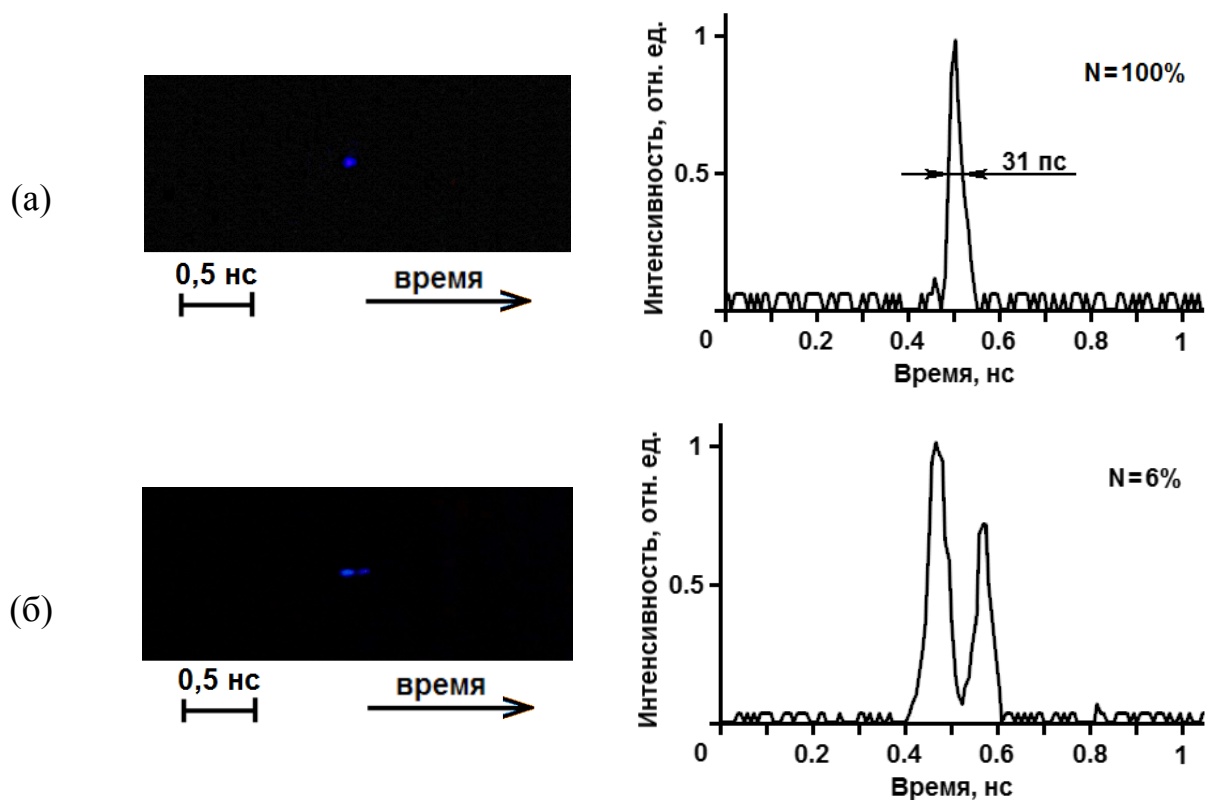 (а)
0,5 нс
время
Интенсивность, отн. ед.
1
0.5
N=100%
31 пс
0
0.2
0.4
0.6
0.8
1
Время, нс
(б)
0,5 нс
время
Интенсивность, отн. ед.
1
0.5
N=6%
0
0.2
0.4
0.6
0.8
1
Время, нс